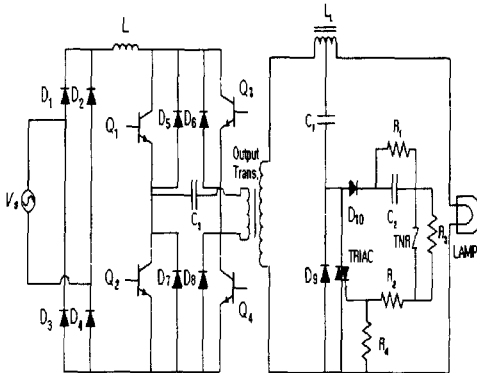 L
L₁
D₁
D₂
Q₁
D₅
D₆
Q₃
C₁
R₁
Output
Trans.
V_s
C₃
D₁₀
C₂
TNR
R₃
LAMP
Q₂
D₇
D₈
D₉
TRIAC
R₂
D₃
D₄
Q₄
R₄